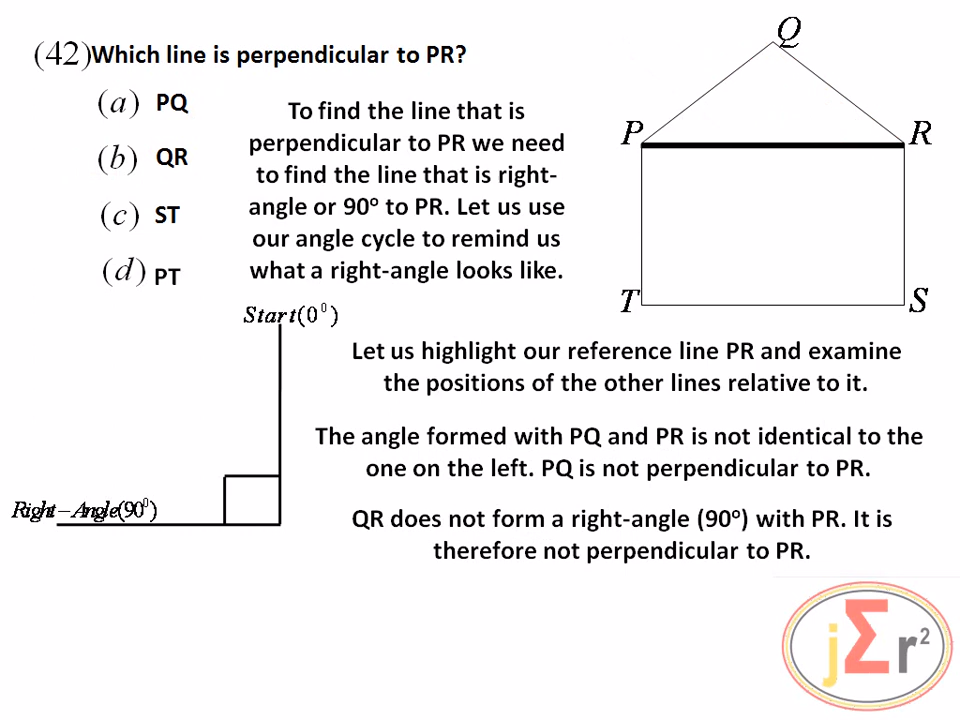 (42) Which line is perpendicular to PR?
(a) PQ
(b) QR
(c) ST
(d) PT
To find the line that is
perpendicular to PR we need
to find the line that is right-
angle or 90º to PR. Let us use
our angle cycle to remind us
what a right-angle looks like.
Q
P
R
T
S
Start(0⁰)
Right–Angle(90⁰)
Let us highlight our reference line PR and examine
the positions of the other lines relative to it.
The angle formed with PQ and PR is not identical to the
one on the left. PQ is not perpendicular to PR.
QR does not form a right-angle (90º) with PR. It is
therefore not perpendicular to PR.
jΣr²